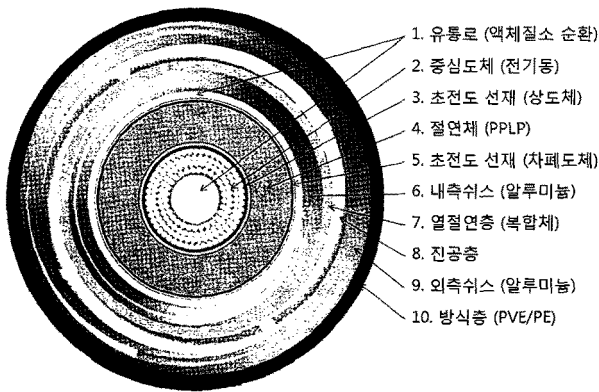 1. 유통로 (액체질소 순환)
2. 중심도체 (전기동)
3. 초전도 선재 (상도체)
4. 절연체 (PPLP)
5. 초전도 선재 (차폐도체)
6. 내측쉬스 (알루미늄)
7. 열절연층 (복합체)
8. 진공층
9. 외측쉬스 (알루미늄)
10. 방식층 (PVE/PE)